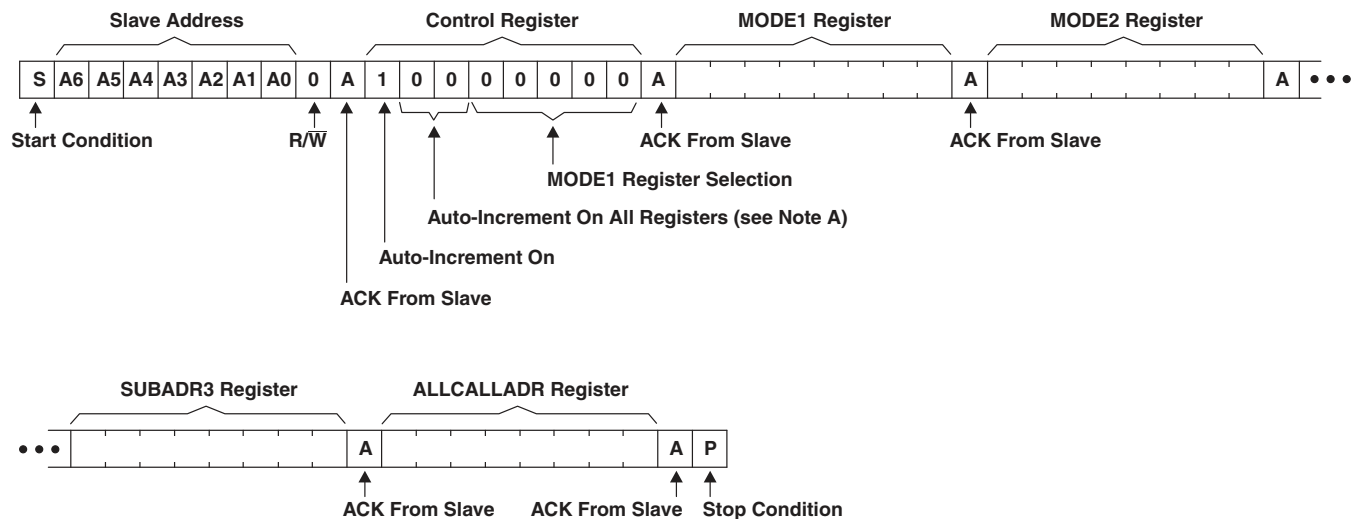 Slave Address Control Register MODE1 Register MODE2 Register
S A6 A5 A4 A3 A2 A1 A0 0 A 1 0 0 0 0 0 0 0 A A A •••
Start Condition R/W̅ ACK From Slave ACK From Slave
MODE1 Register Selection
Auto-Increment On All Registers (see Note A)
Auto-Increment On
ACK From Slave
SUBADR3 Register ALLCALLADR Register
••• A A P
ACK From Slave ACK From Slave Stop Condition